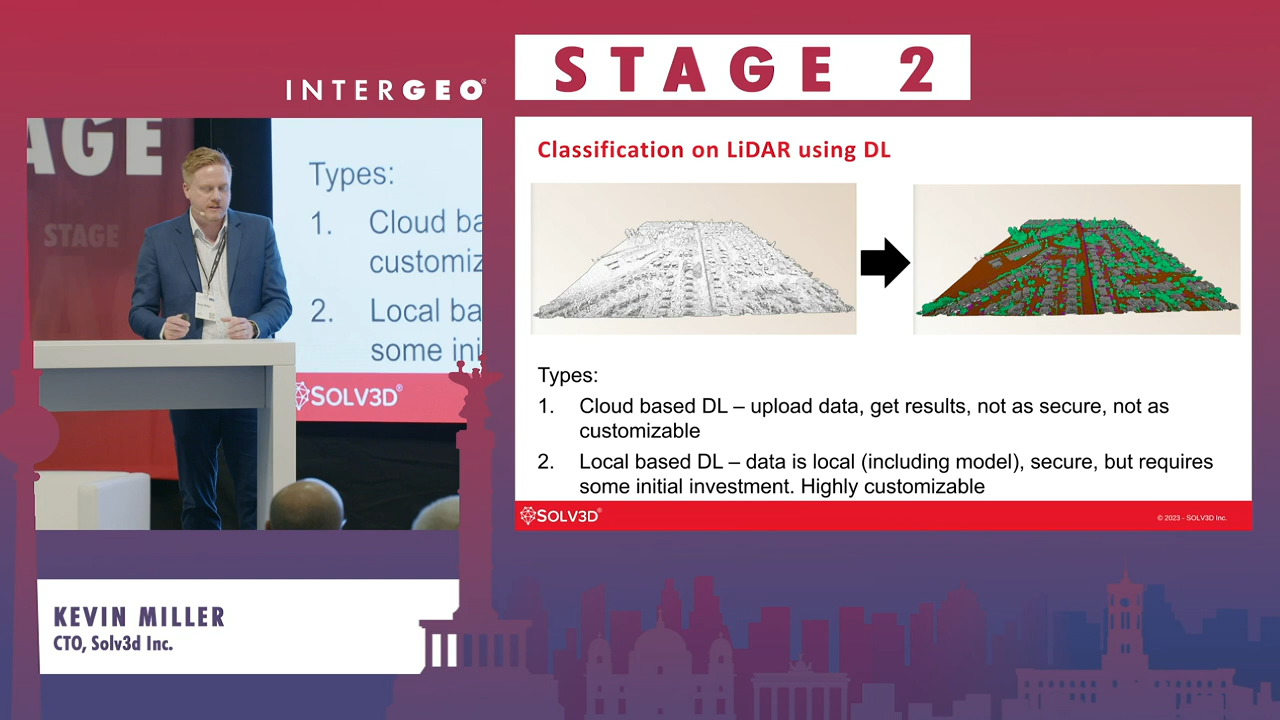 INTERGEO®
STAGE 2
AGE
STAGE
Types:
1. Cloud ba
customiz
2. Local ba
some ini
SOLV3D®
Classification on LiDAR using DL
Types:
1. Cloud based DL – upload data, get results, not as secure, not as
customizable
2. Local based DL – data is local (including model), secure, but requires
some initial investment. Highly customizable
SOLV3D®
© 2023 - SOLV3D Inc.
KEVIN MILLER
CTO, Solv3d Inc.